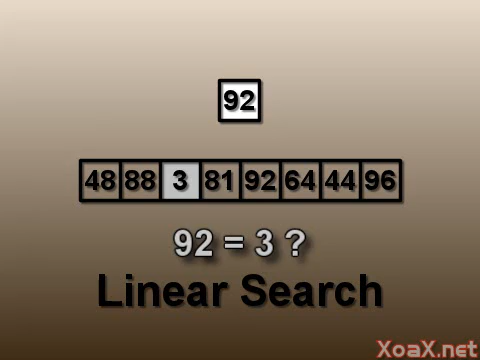 92
48 88 3 81 92 64 44 96
92 = 3 ?
Linear Search
XoaX.net